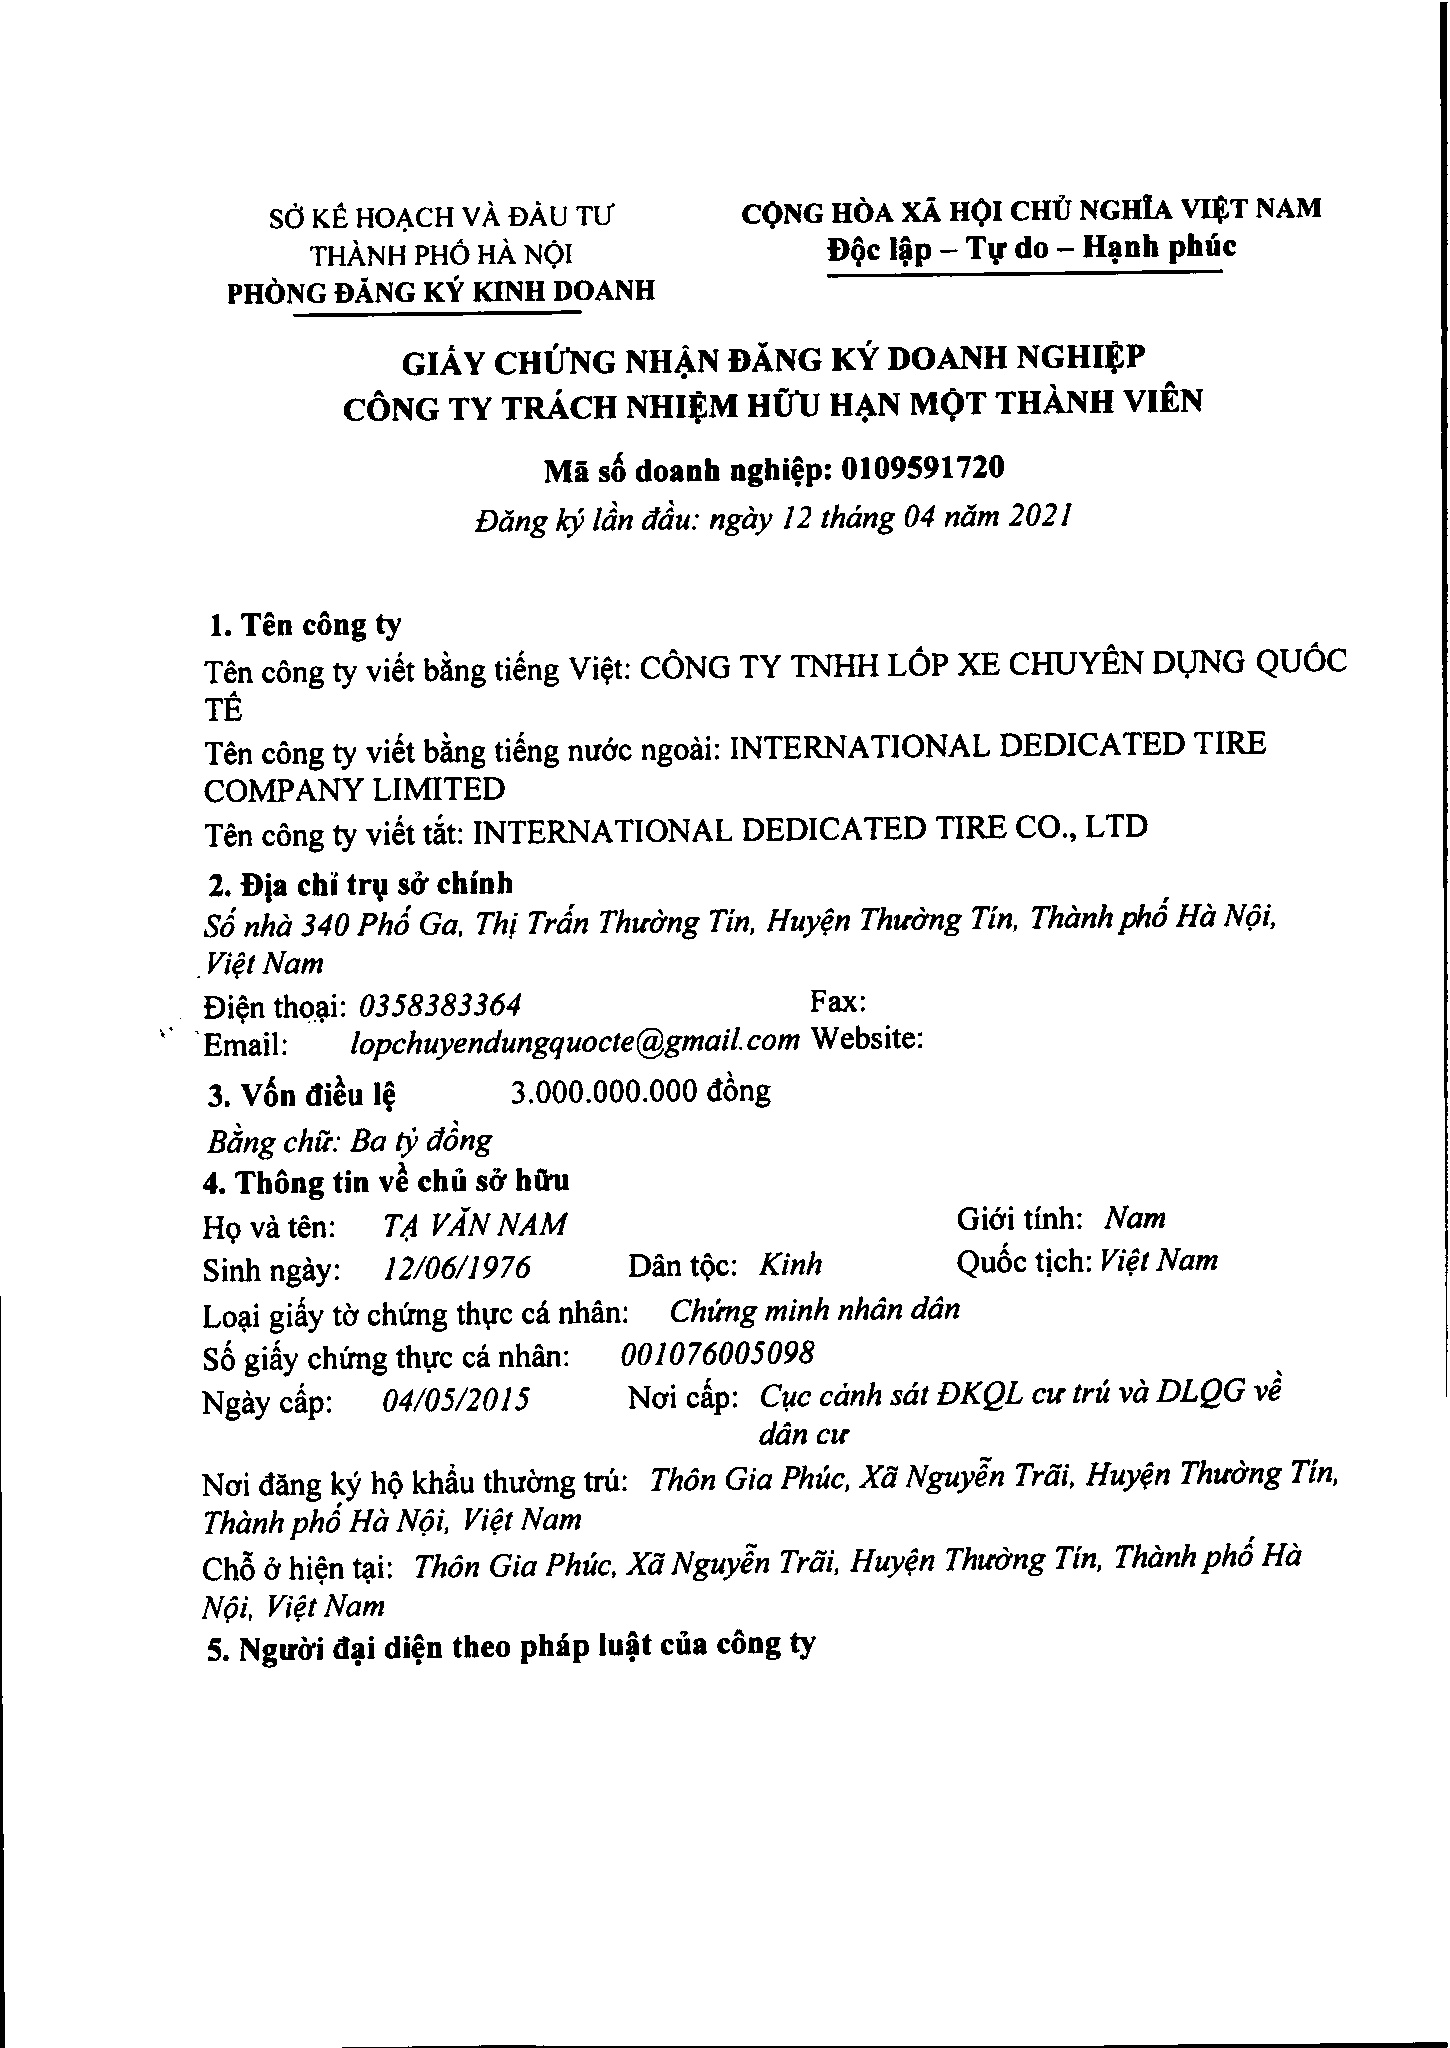 SỞ KẾ HOẠCH VÀ ĐẦU TƯ
THÀNH PHỐ HÀ NỘI
PHÒNG ĐĂNG KÝ KINH DOANH
CỘNG HÒA XÃ HỘI CHỦ NGHĨA VIỆT NAM
Độc lập – Tự do – Hạnh phúc
GIẤY CHỨNG NHẬN ĐĂNG KÝ DOANH NGHIỆP
CÔNG TY TRÁCH NHIỆM HỮU HẠN MỘT THÀNH VIÊN
Mã số doanh nghiệp: 0109591720
Đăng ký lần đầu: ngày 12 tháng 04 năm 2021
1. Tên công ty
Tên công ty viết bằng tiếng Việt: CÔNG TY TNHH LỐP XE CHUYÊN DỤNG QUỐC
TẾ
Tên công ty viết bằng tiếng nước ngoài: INTERNATIONAL DEDICATED TIRE
COMPANY LIMITED
Tên công ty viết tắt: INTERNATIONAL DEDICATED TIRE CO., LTD
2. Địa chỉ trụ sở chính
Số nhà 340 Phố Ga, Thị Trấn Thường Tín, Huyện Thường Tín, Thành phố Hà Nội,
Việt Nam
Điện thoại: 0358383364 Fax:
Email: lopchuyendungquocte@gmail.com Website:
3. Vốn điều lệ 3.000.000.000 đồng
Bằng chữ: Ba tỷ đồng
4. Thông tin về chủ sở hữu
Họ và tên: TẠ VĂN NAM Giới tính: Nam
Sinh ngày: 12/06/1976 Dân tộc: Kinh Quốc tịch: Việt Nam
Loại giấy tờ chứng thực cá nhân: Chứng minh nhân dân
Số giấy chứng thực cá nhân: 001076005098
Ngày cấp: 04/05/2015 Nơi cấp: Cục cảnh sát ĐKQL cư trú và DLQG về
dân cư
Nơi đăng ký hộ khẩu thường trú: Thôn Gia Phúc, Xã Nguyễn Trãi, Huyện Thường Tín,
Thành phố Hà Nội, Việt Nam
Chỗ ở hiện tại: Thôn Gia Phúc, Xã Nguyễn Trãi, Huyện Thường Tín, Thành phố Hà
Nội, Việt Nam
5. Người đại diện theo pháp luật của công ty